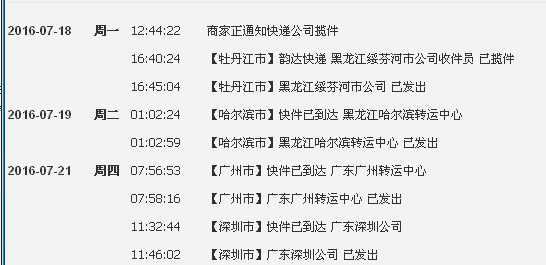 2016-07-18 周一 12:44:22 商家正通知快递公司揽件
16:40:24 【牡丹江市】韵达快递 黑龙江绥芬河市公司收件员 已揽件
16:45:04 【牡丹江市】黑龙江绥芬河市公司 已发出
2016-07-19 周二 01:02:24 【哈尔滨市】快件已到达 黑龙江哈尔滨转运中心
01:02:59 【哈尔滨市】黑龙江哈尔滨转运中心 已发出
2016-07-21 周四 07:56:53 【广州市】快件已到达 广东广州转运中心
07:58:16 【广州市】广东广州转运中心 已发出
11:32:44 【深圳市】快件已到达 广东深圳公司
11:46:02 【深圳市】广东深圳公司 已发出